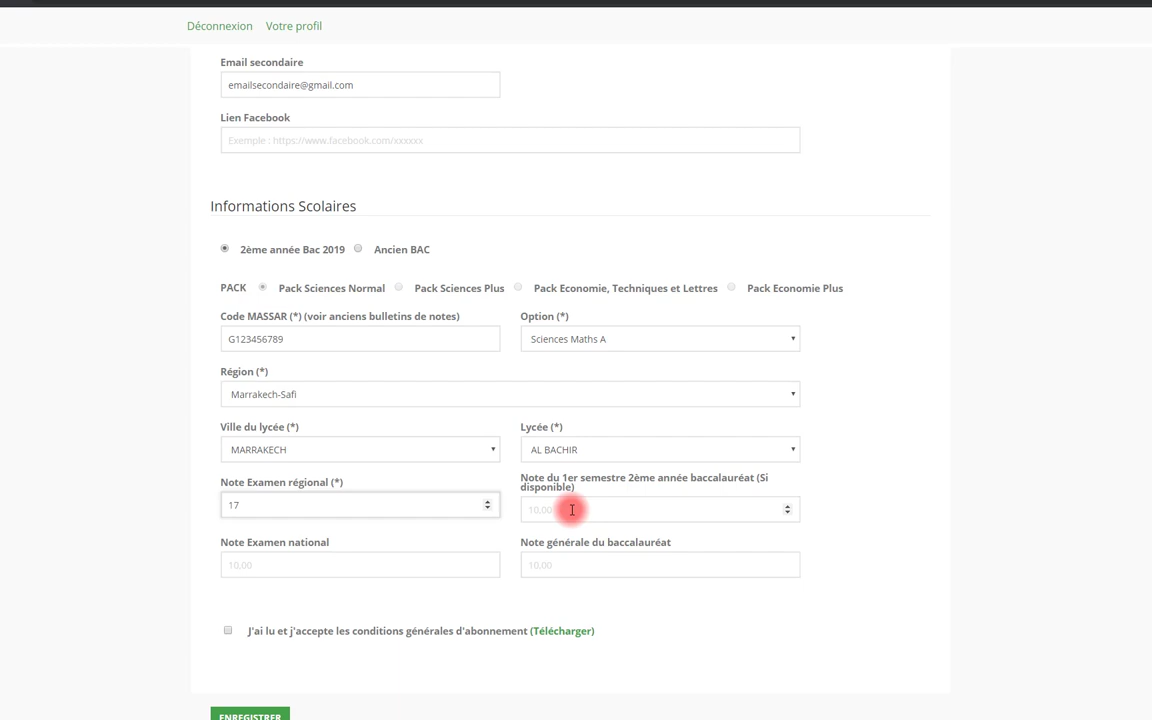 Déconnexion Votre profil
Email secondaire
emailsecondaire@gmail.com
Lien Facebook
Exemple : https://www.facebook.com/xxxxxx
Informations Scolaires
2ème année Bac 2019 Ancien BAC
PACK Pack Sciences Normal Pack Sciences Plus Pack Economie, Techniques et Lettres Pack Economie Plus
Code MASSAR (*) (voir anciens bulletins de notes) Option (*)
G123456789 Sciences Maths A
Région (*)
Marrakech-Safi
Ville du lycée (*) Lycée (*)
MARRAKECH AL BACHIR
Note Examen régional (*)
17
Note du 1er semestre 2ème année baccalauréat (Si
disponible)
10,00
Note Examen national Note générale du baccalauréat
10,00 10,00
J'ai lu et j'accepte les conditions générales d'abonnement (Télécharger)
ENREGISTRER